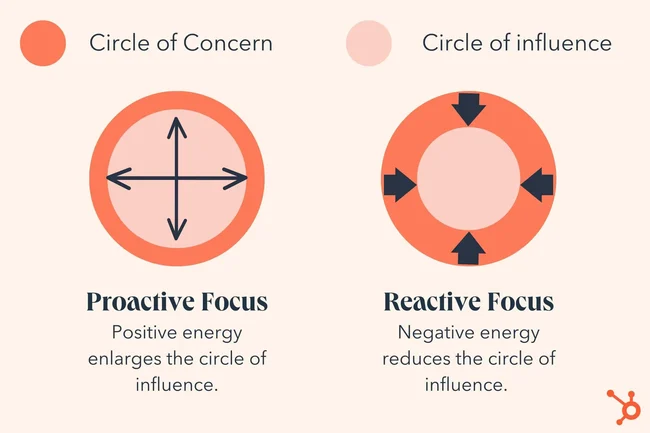 Circle of Concern
Circle of influence
Proactive Focus
Positive energy
enlarges the circle of
influence.
Reactive Focus
Negative energy
reduces the circle of
influence.